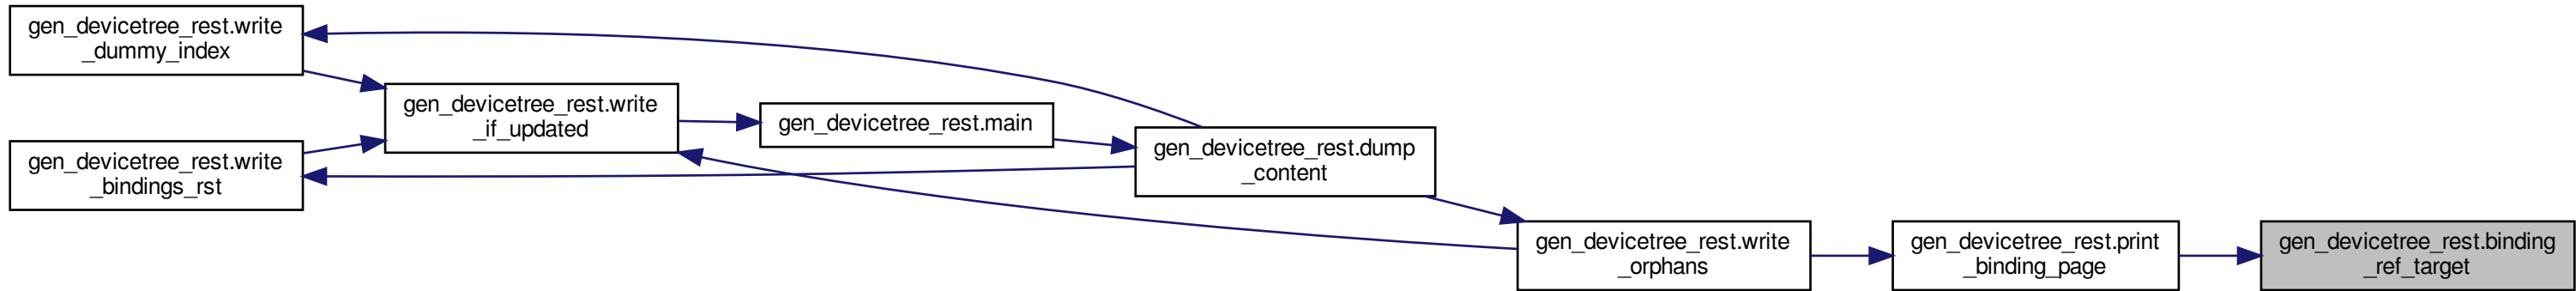 gen_devicetree_rest.write
_dummy_index
gen_devicetree_rest.write
_bindings_rst
gen_devicetree_rest.write
_if_updated
gen_devicetree_rest.main
gen_devicetree_rest.dump
_content
gen_devicetree_rest.write
_orphans
gen_devicetree_rest.print
_binding_page
gen_devicetree_rest.binding
_ref_target